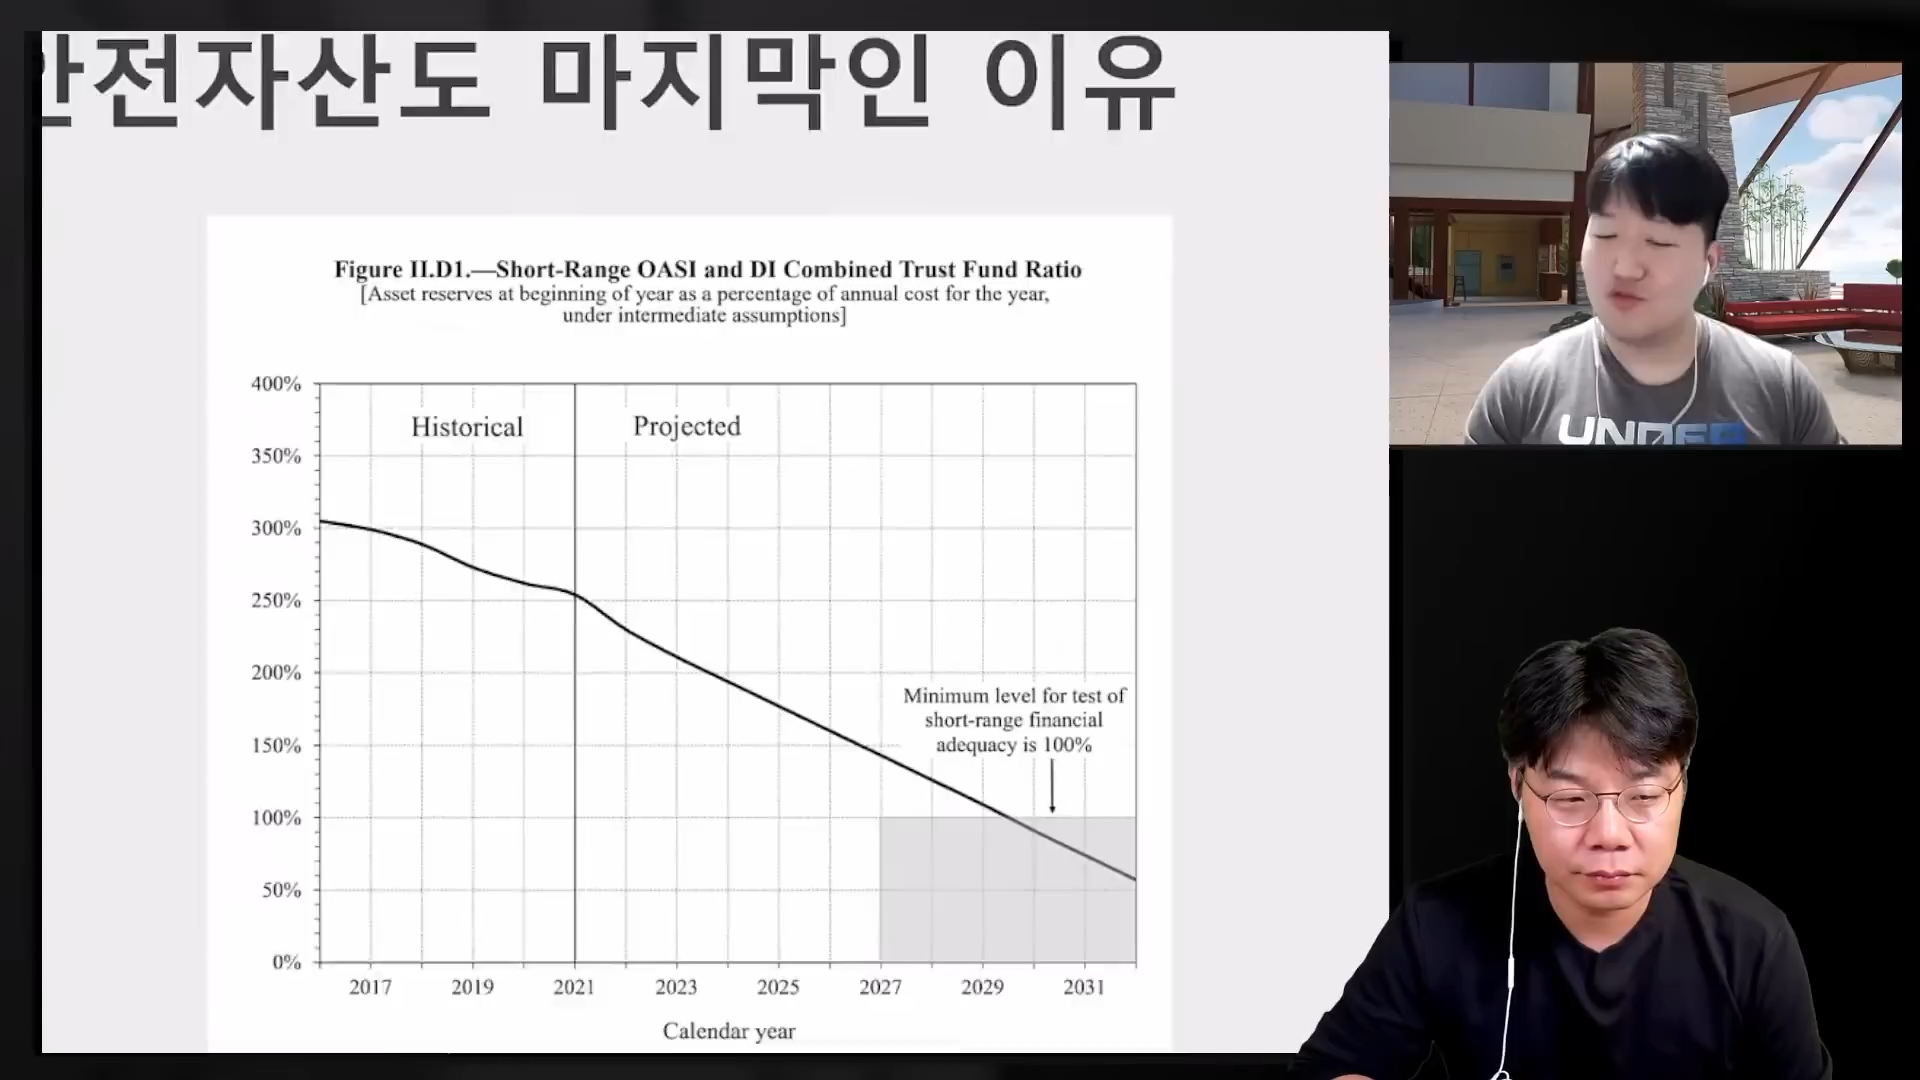 안전자산도 마지막인 이유
Figure II.D1.—Short-Range OASI and DI Combined Trust Fund Ratio
[Asset reserves at beginning of year as a percentage of annual cost for the year,
under intermediate assumptions]
400%
Historical
Projected
350%
300%
250%
200%
Minimum level for test of
short-range financial
adequacy is 100%
150%
100%
50%
0%
2017 2019 2021 2023 2025 2027 2029 2031
Calendar year
UNDER